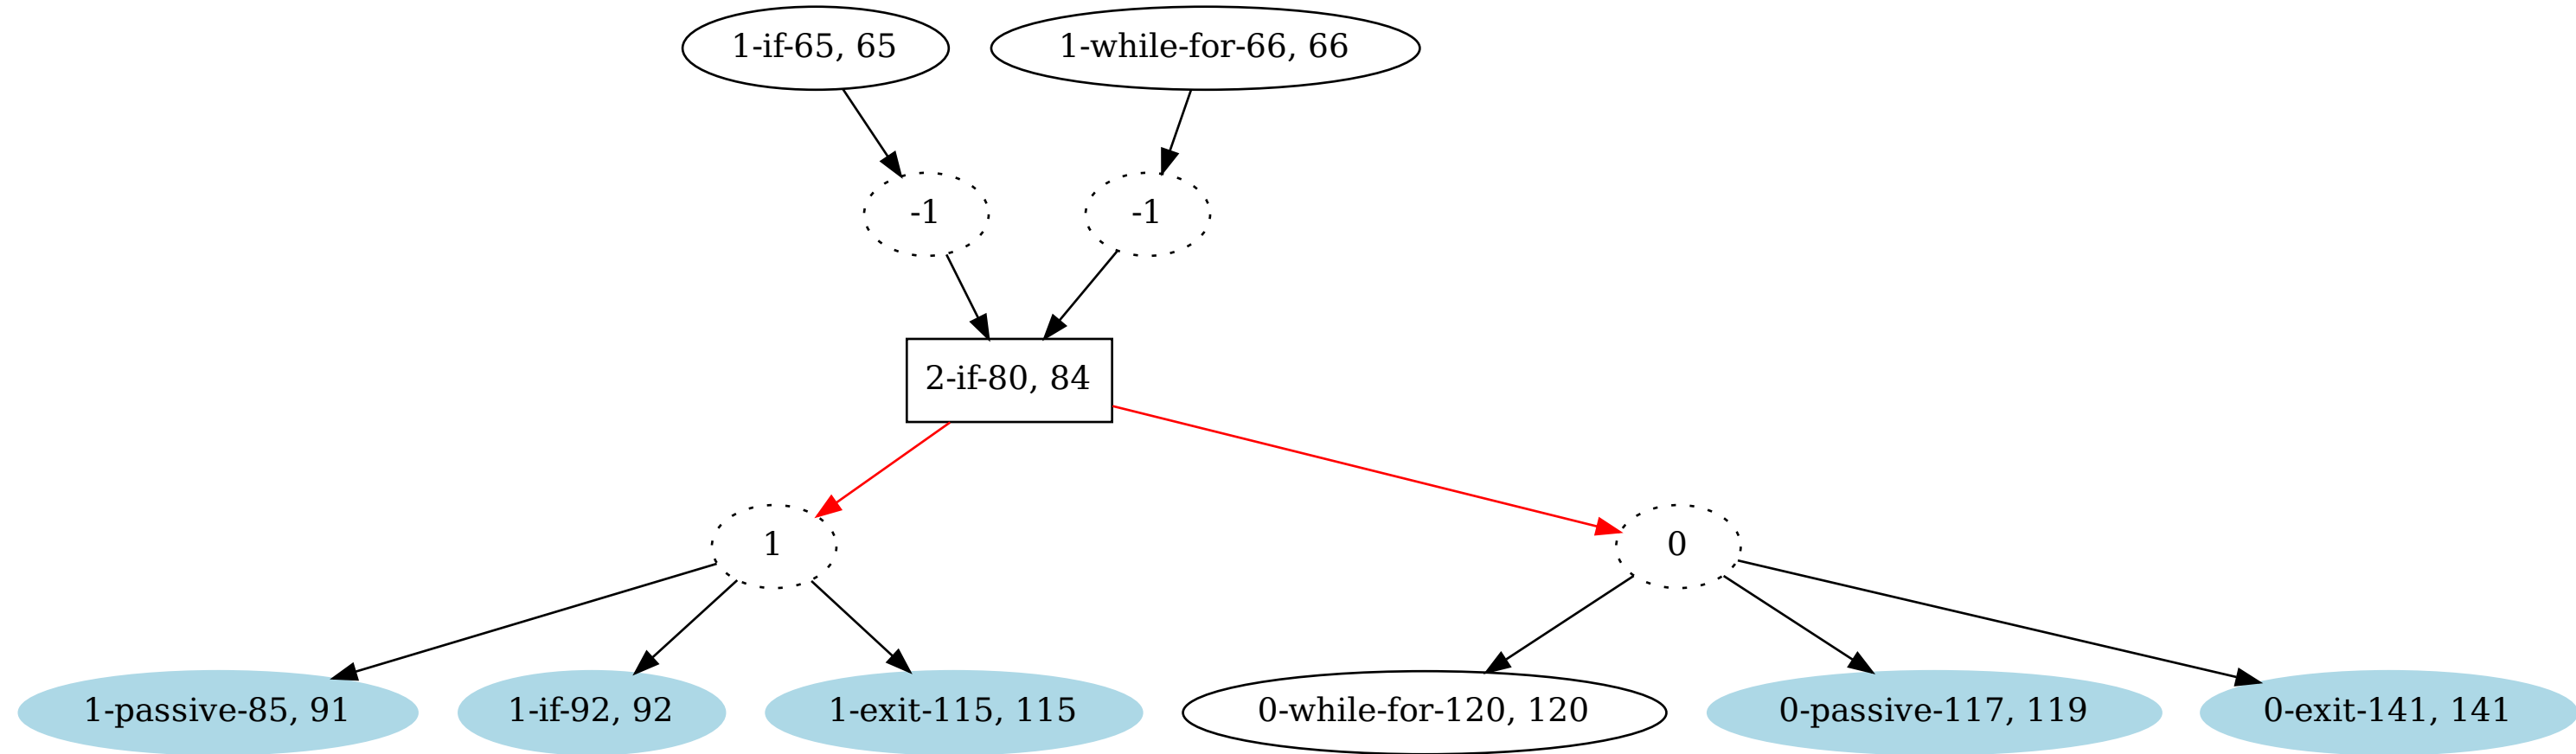 1-if-65, 65
1-while-for-66, 66
-1
-1
2-if-80, 84
1
0
1-passive-85, 91
1-if-92, 92
1-exit-115, 115
0-while-for-120, 120
0-passive-117, 119
0-exit-141, 141